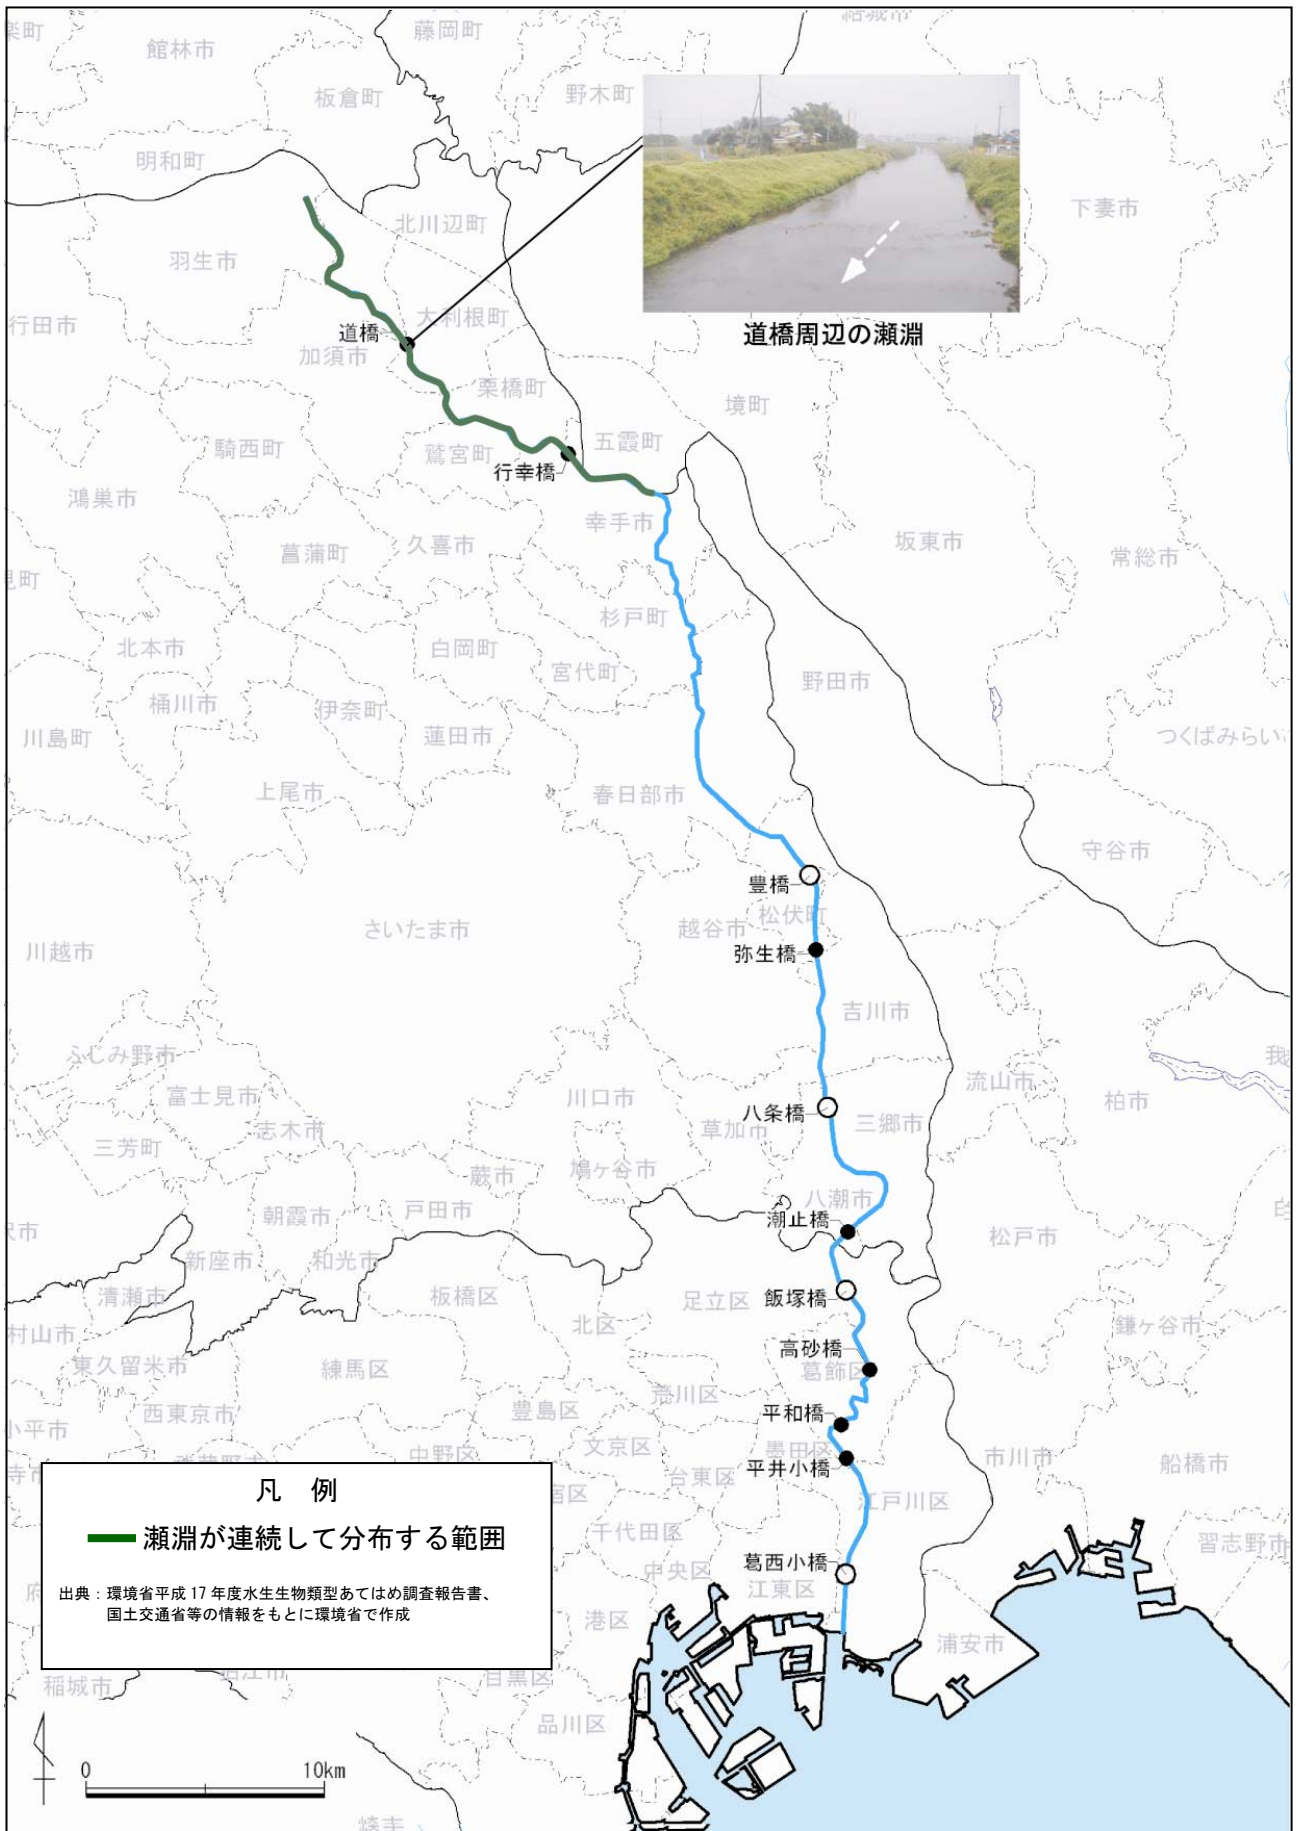 結城市
藤岡町
館林市
板倉町
野木町
明和町
下妻市
北川辺町
羽生市
行田市
大利根町
道橋
加須市
道橋周辺の瀬淵
栗橋町
境町
五霞町
騎西町
鷲宮町
行幸橋
鴻巣市
幸手市
坂東市
菖蒲町
久喜市
常総市
杉戸町
北本市
白岡町
宮代町
野田市
桶川市
伊奈町
川島町
蓮田市
つくばみらい
上尾市
春日部市
守谷市
豊橋
松伏町
さいたま市
越谷市
川越市
弥生橋
吉川市
ふじみ野市
流山市
富士見市
川口市
柏市
八条橋
三郷市
草加市
志木市
三芳町
鳩ヶ谷市
蕨市
八潮市
戸田市
朝霞市
潮止橋
松戸市
新座市
和光市
清瀬市
板橋区
足立区
飯塚橋
北区
鎌ヶ谷市
村山市
東久留米市
練馬区
高砂橋
葛飾区
荒川区
西東京市
豊島区
平和橋
小平市
文京区
墨田区
中野区
市川市
船橋市
平井小橋
台東区
江戸川区
千代田区
習志野市
葛西小橋
中央区
江東区
港区
浦安市
凡 例
瀬淵が連続して分布する範囲
出典：環境省平成 17 年度水生生物類型あてはめ調査報告書、
国土交通省等の情報をもとに環境省で作成
稲城市
目黒区
品川区
0 10km